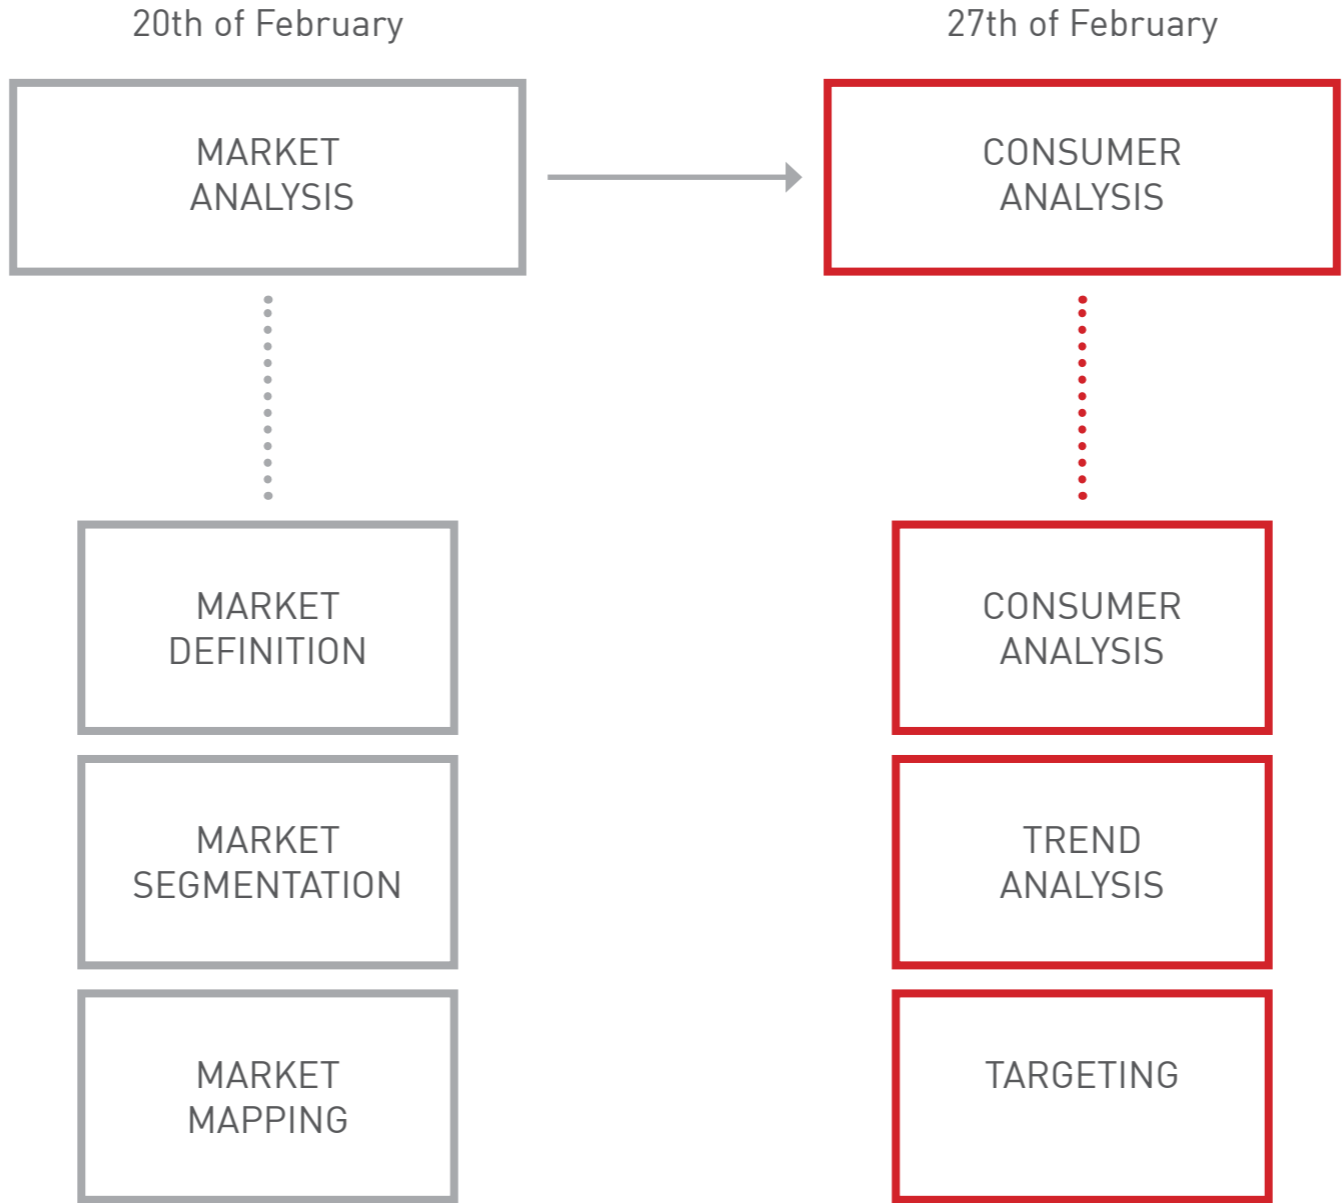 20th of February
27th of February
MARKET
ANALYSIS
CONSUMER
ANALYSIS
MARKET
DEFINITION
CONSUMER
ANALYSIS
MARKET
SEGMENTATION
TREND
ANALYSIS
MARKET
MAPPING
TARGETING